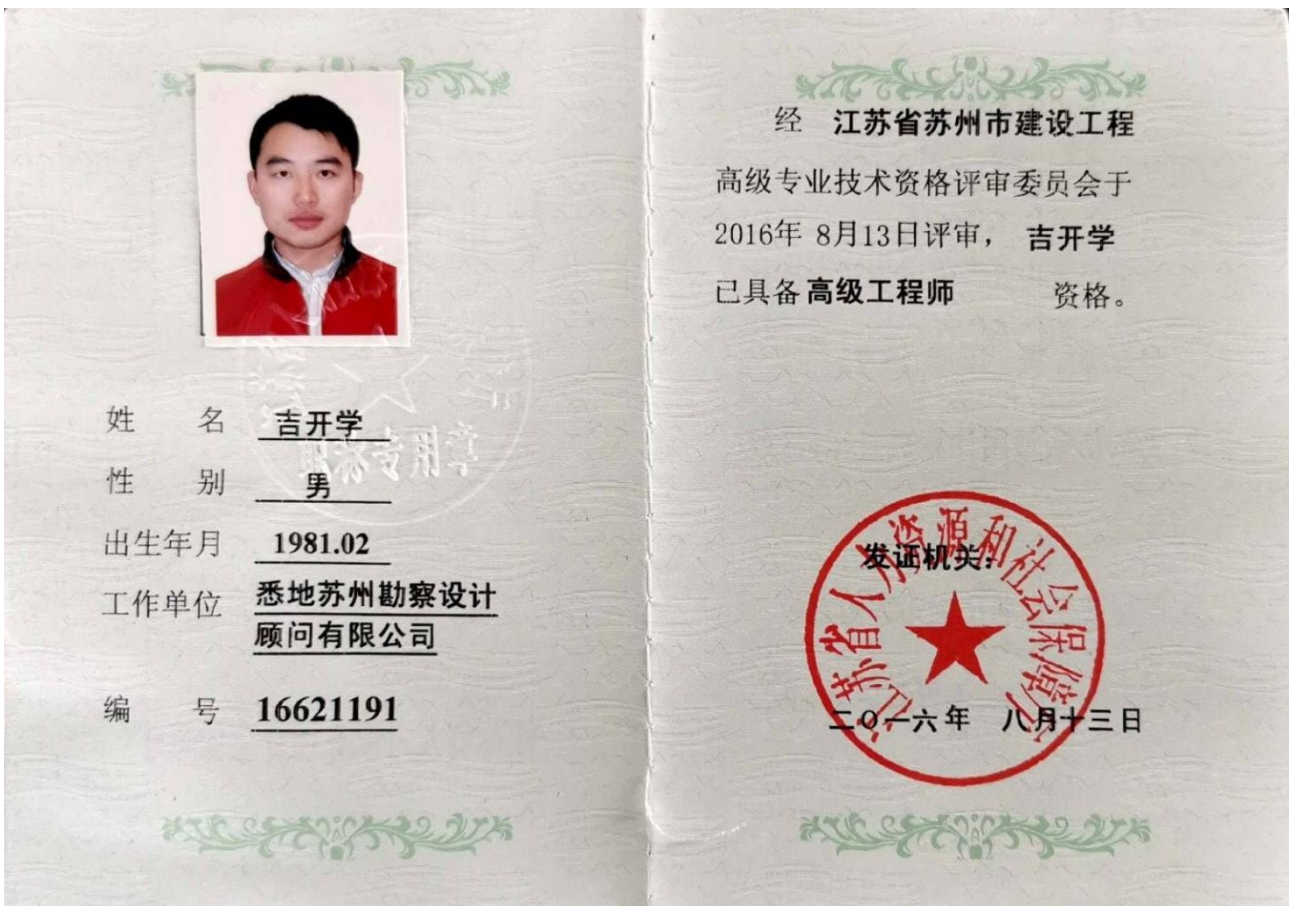 姓 名 吉开学
性 别 男
出生年月 1981.02
工作单位 悉地苏州勘察设计
顾问有限公司
编 号 16621191
职称专用章
经 江苏省苏州市建设工程
高级专业技术资格评审委员会于
2016年 8月13日评审， 吉开学
已具备 高级工程师 资格。
江苏省人力资源和社会保障厅
发证机关：
二〇一六年 八月十三日